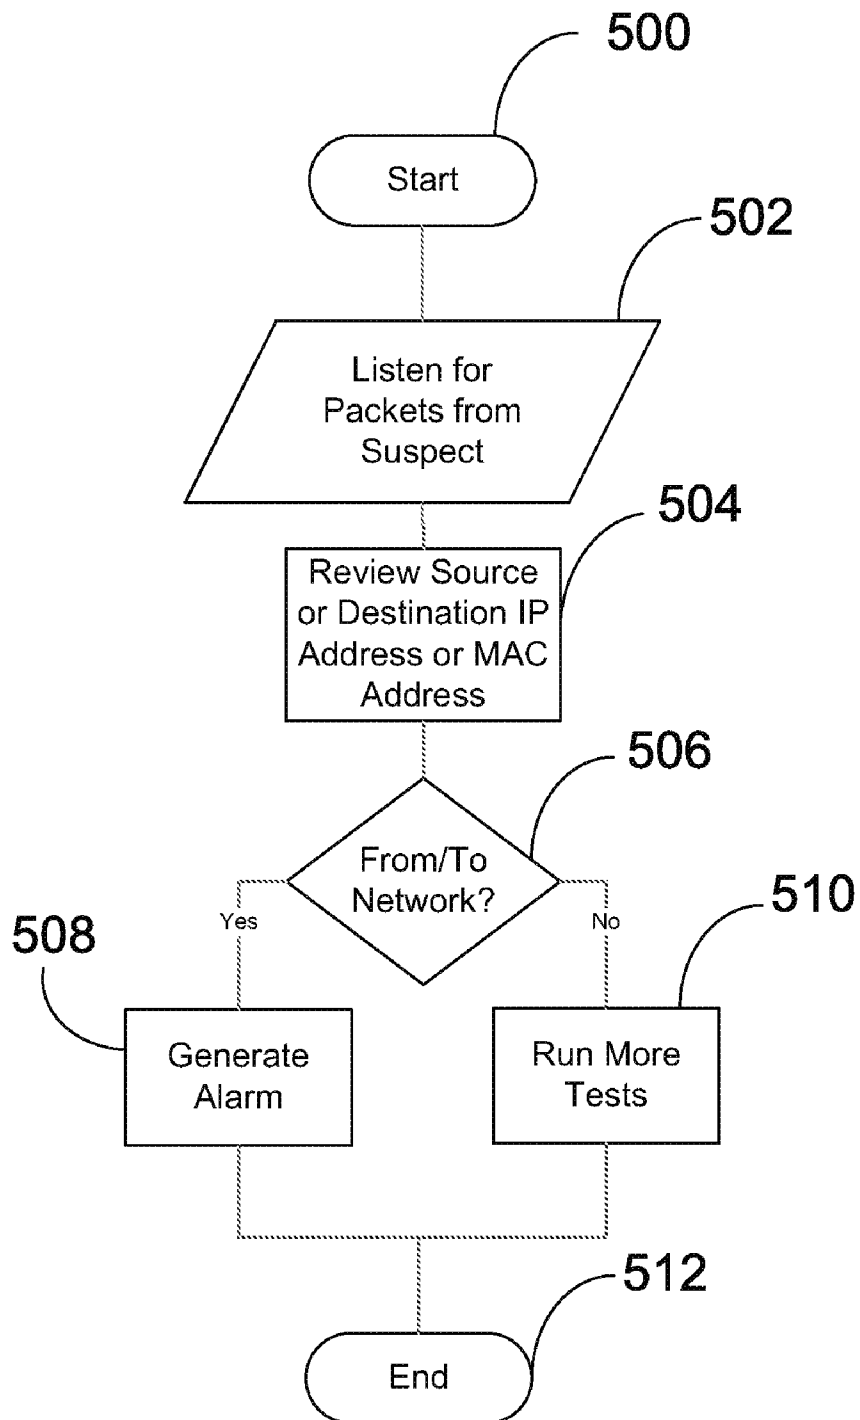 500
Start
502
Listen for
Packets from
Suspect
504
Review Source
or Destination IP
Address or MAC
Address
506
From/To
Network?
Yes
No
508
510
Generate
Alarm
Run More
Tests
512
End